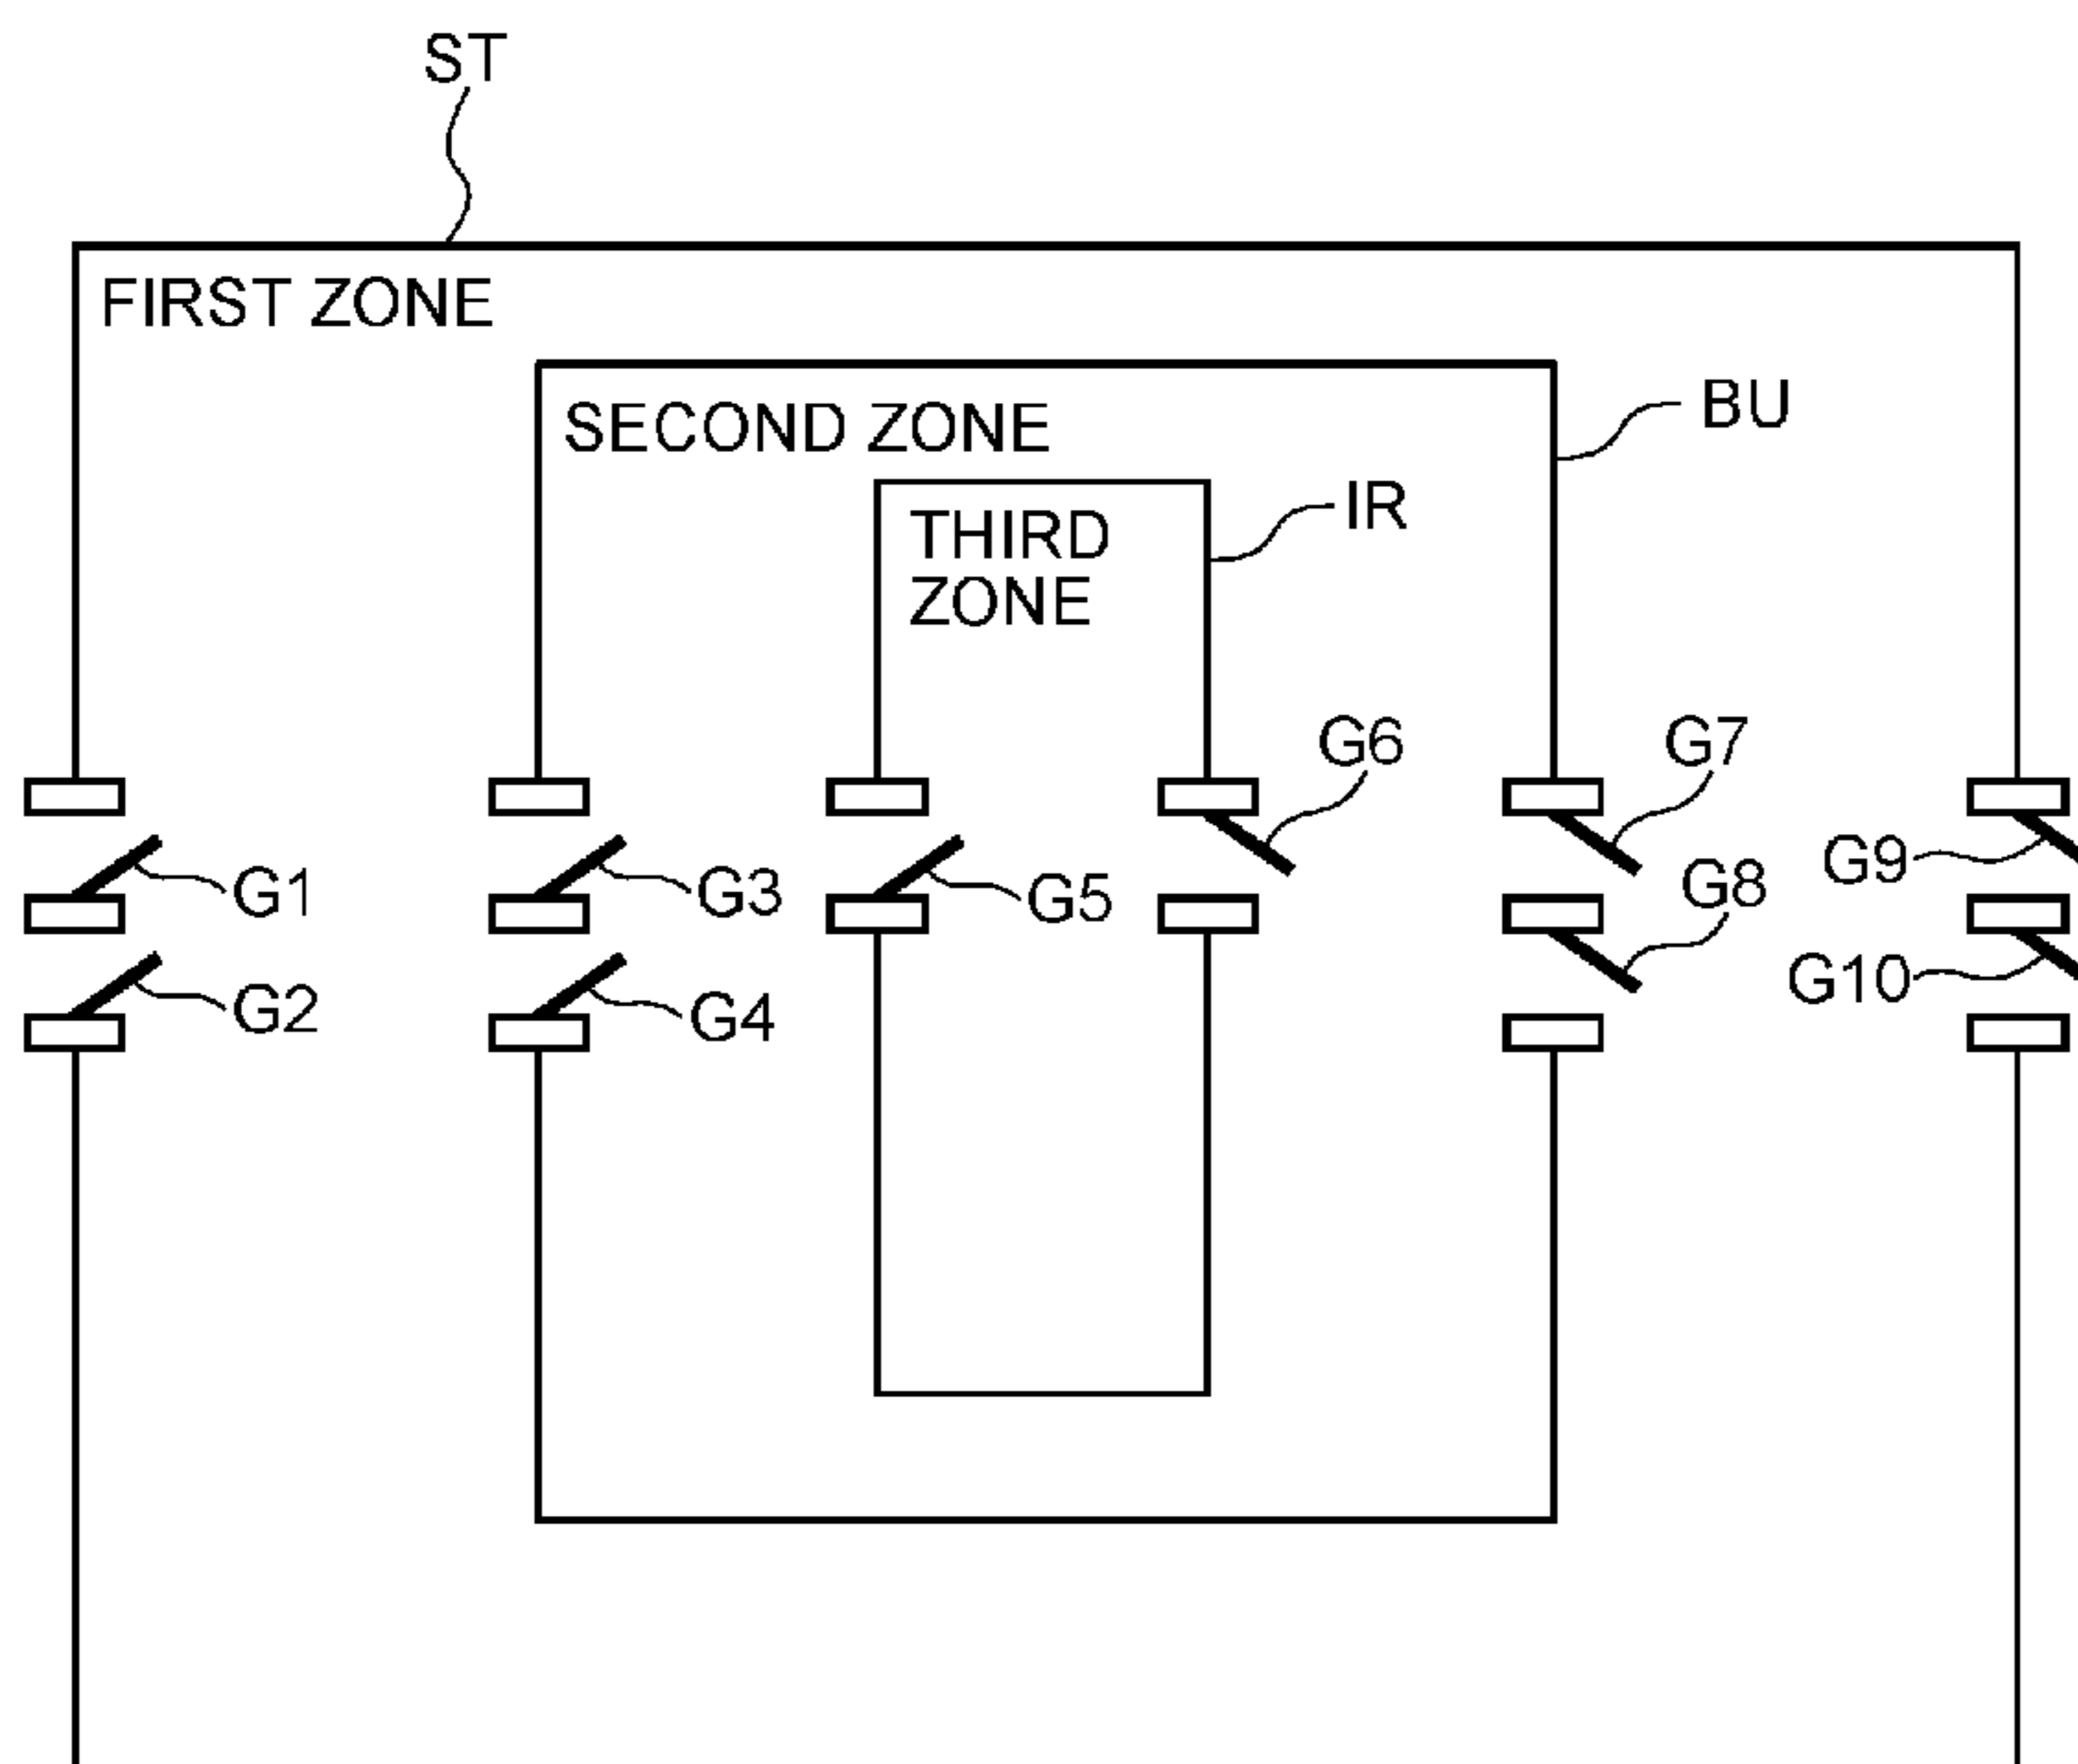 ST
FIRST ZONE
BU
SECOND ZONE
IR
THIRD
ZONE
G6
G7
G1
G3
G5
G8
G9
G2
G4
G10